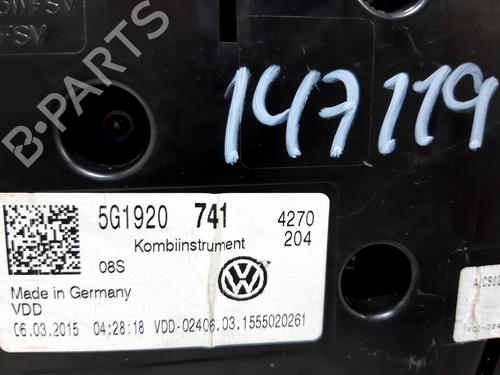 147119
B-PARTS
5G1920 741 4270
Kombiinstrument 204
08S
Made in Germany
VDD
06.03.2015 04:28:18 VDD-02406.03.1555020261